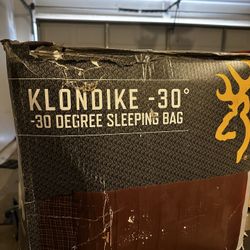 KLONDIKE -30°
-30 DEGREE SLEEPING BAG